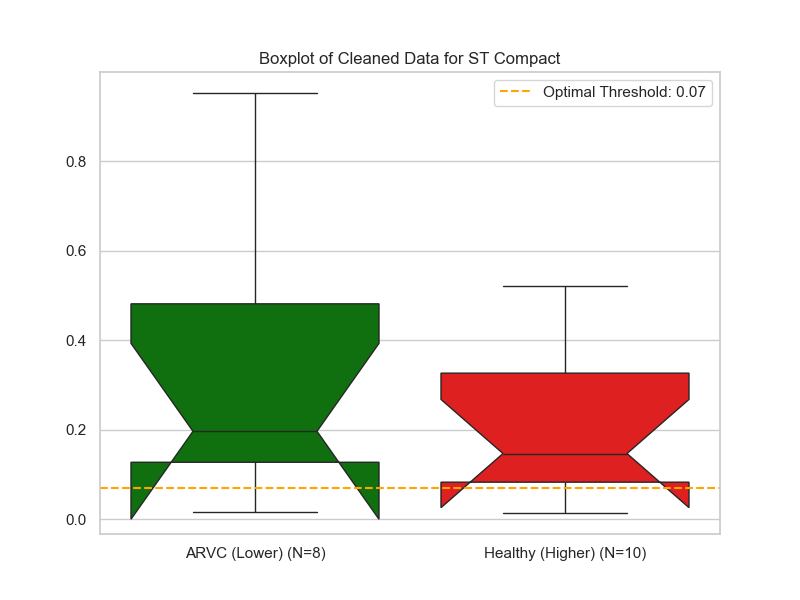 Boxplot of Cleaned Data for ST Compact
Optimal Threshold: 0.07
0.8
0.6
0.4
0.2
0.0
ARVC (Lower) (N=8)
Healthy (Higher) (N=10)